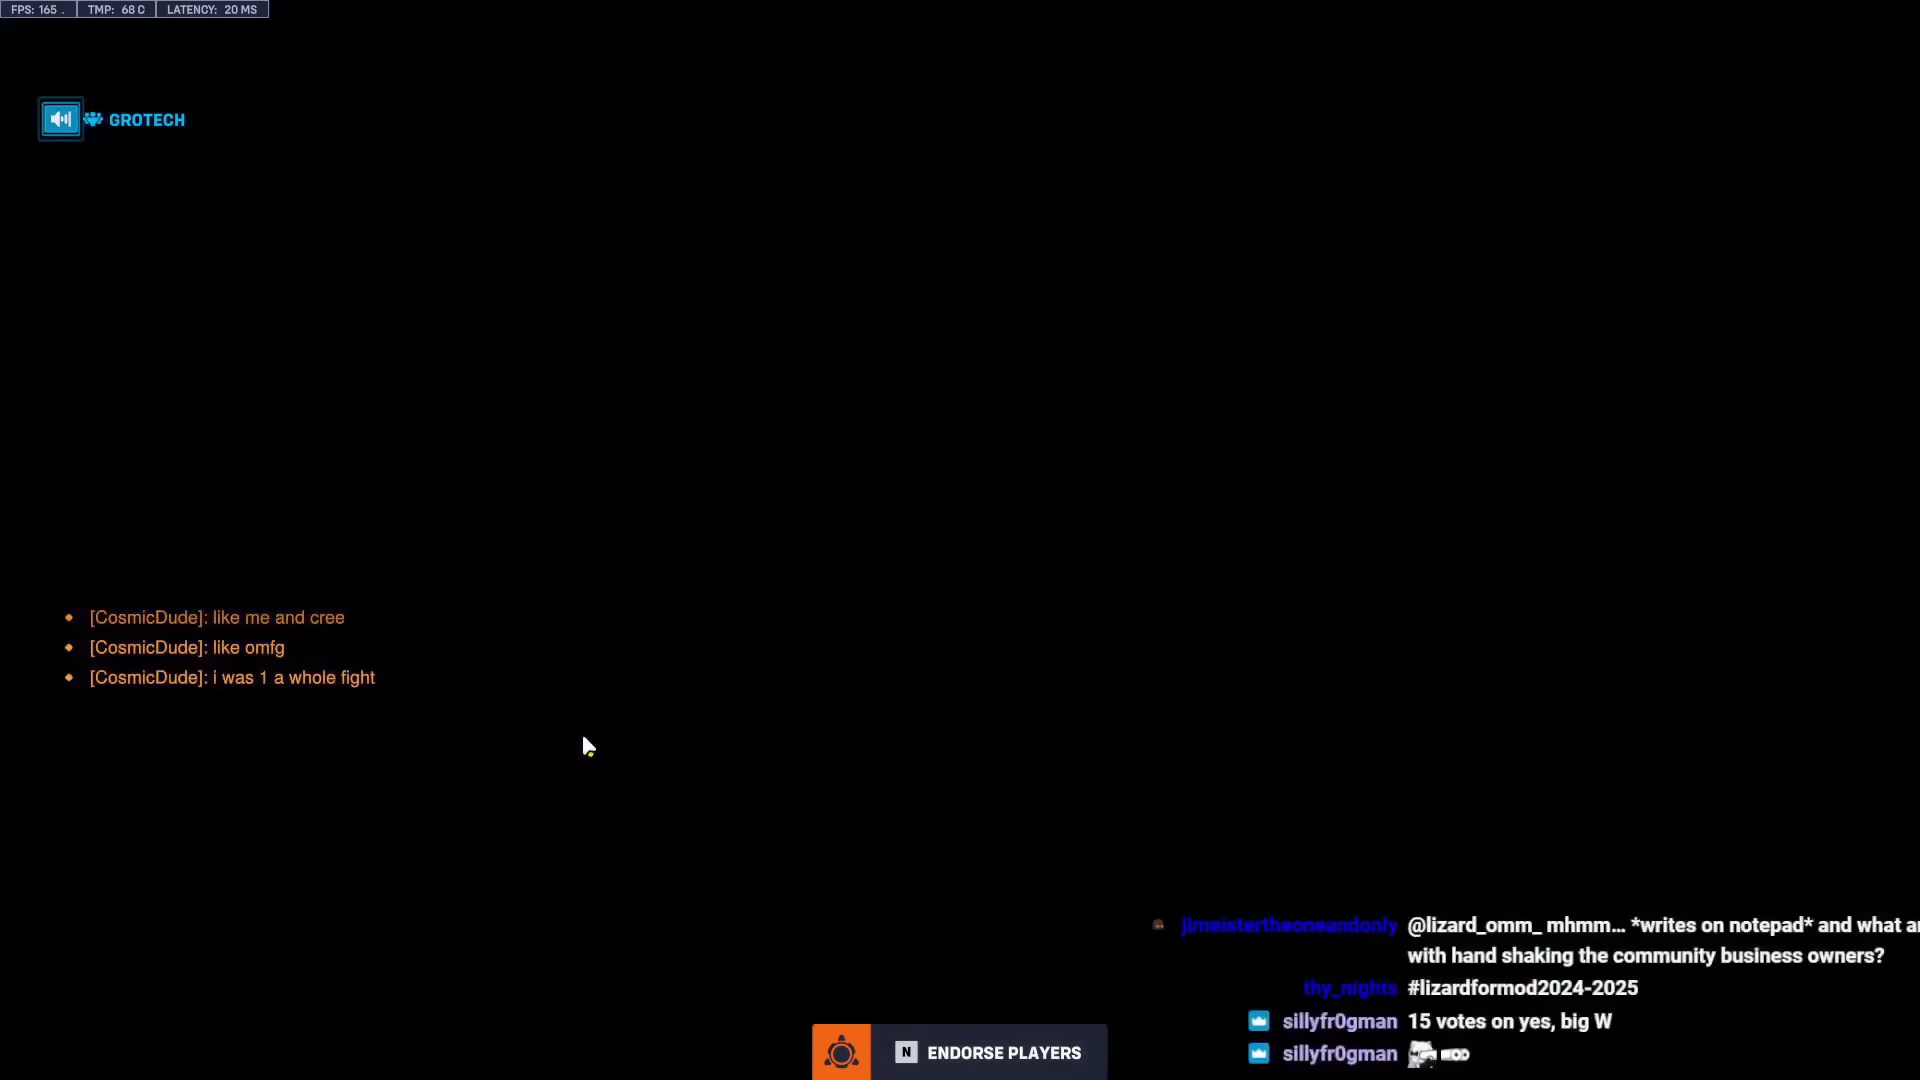 FPS: 165 . TMP: 68 C LATENCY: 20 MS
GROTECH
[CosmicDude]: like me and cree
[CosmicDude]: like omfg
[CosmicDude]: i was 1 a whole fight
jimeistertheoneandonly @lizard_omm_ mhmm... *writes on notepad* and what
with hand shaking the community business owners?
thy_nights #lizardformod2024-2025
sillyfr0gman 15 votes on yes, big W
sillyfr0gman
N ENDORSE PLAYERS